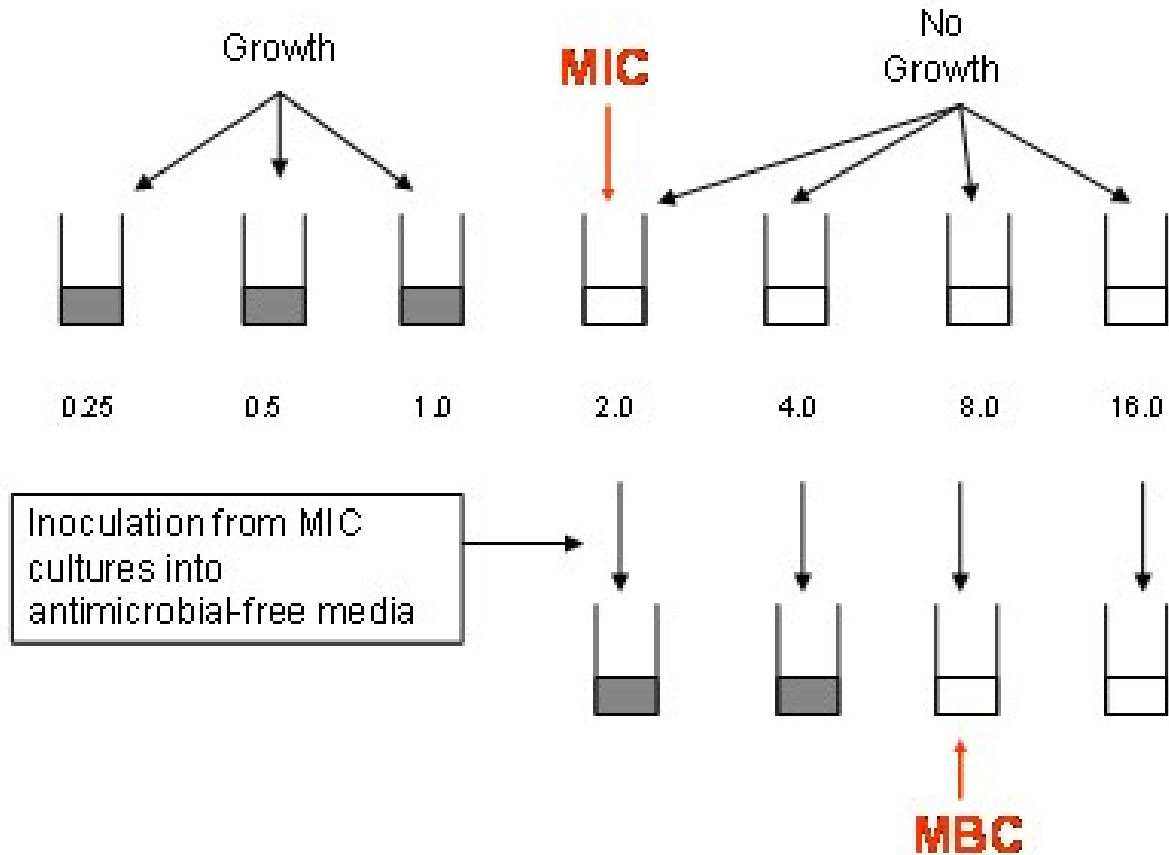 Growth
MIC
No
Growth
0.25 0.5 1.0 2.0 4.0 8.0 16.0
Inoculation from MIC
cultures into
antimicrobial-free media
MBC